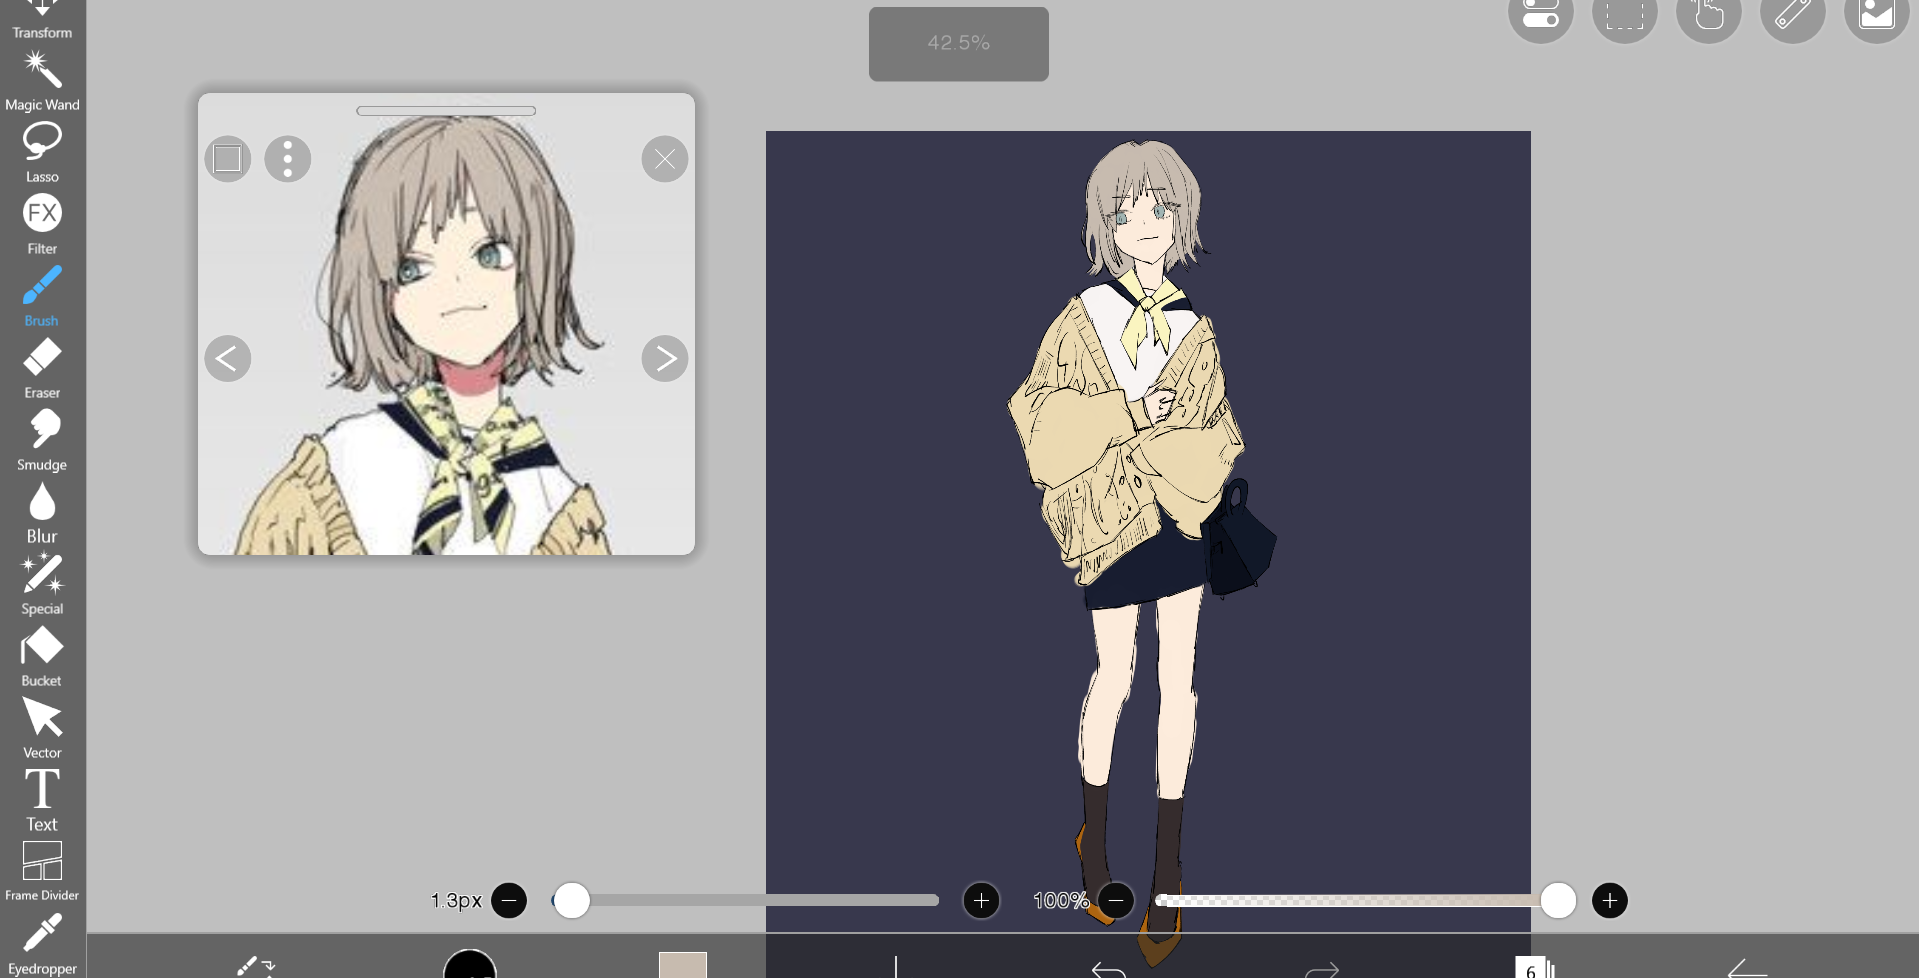 Transform
42.5%
Magic Wand
Lasso
FX
Filter
Brush
Eraser
Smudge
Blur
Special
Bucket
Vector
T
Text
Frame Divider
1.3px
100%
Eyedropper
6